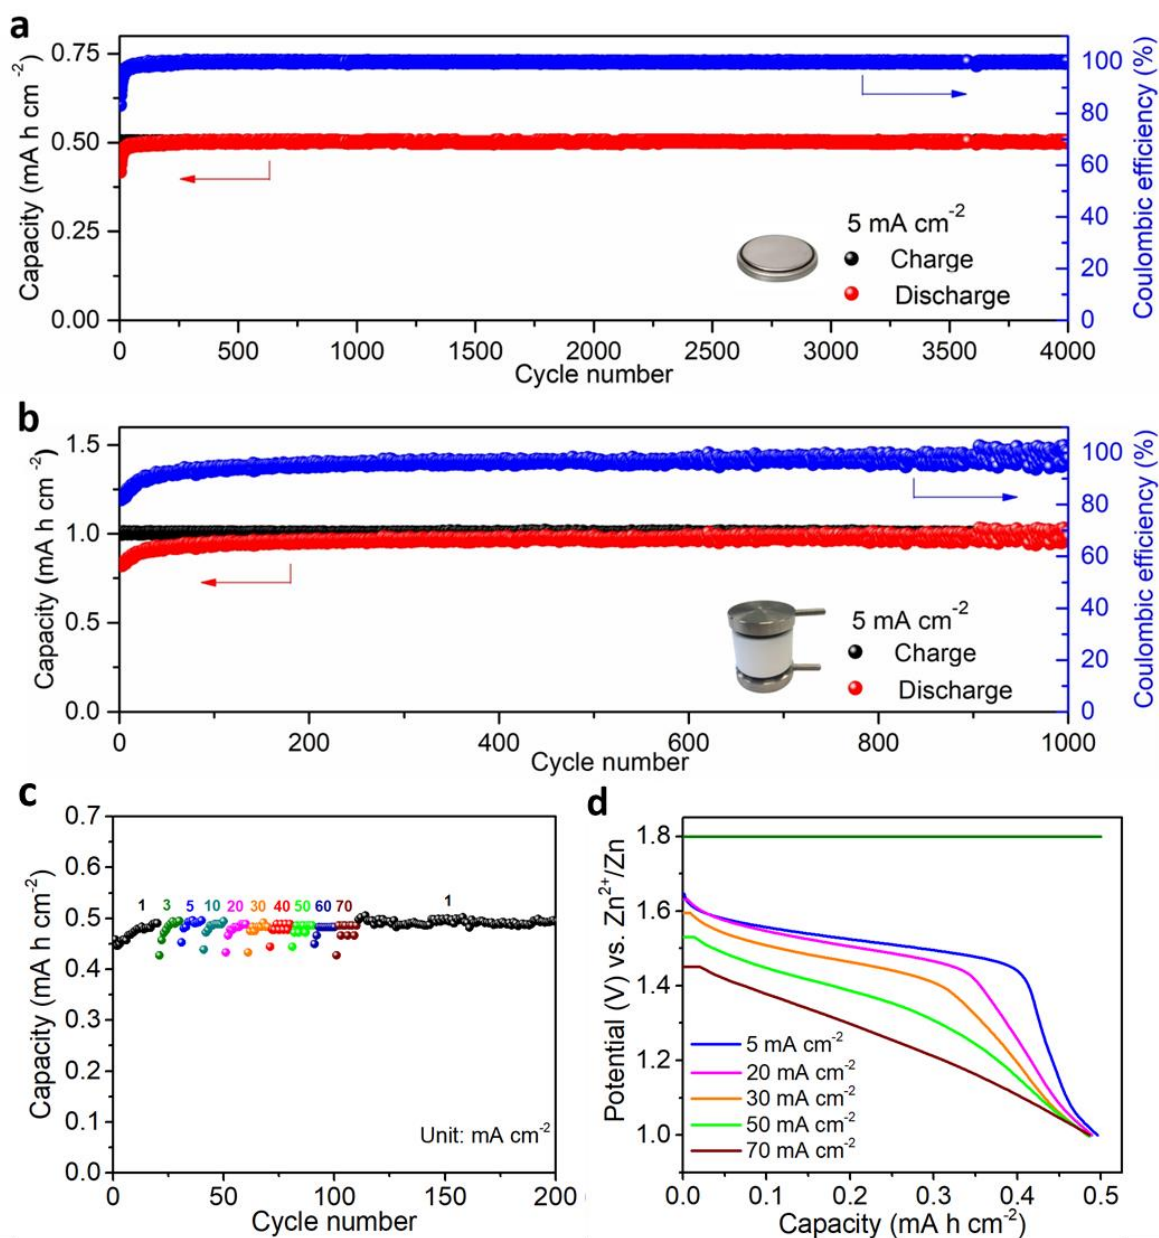 a
0.75
0.50
0.25
0.00
Capacity (mA h cm⁻²)
100
80
60
40
20
0
Coulombic efficiency (%)
5 mA cm⁻²
Charge
Discharge
0 500 1000 1500 2000 2500 3000 3500 4000
Cycle number
b
1.5
1.0
0.5
0.0
Capacity (mA h cm⁻²)
100
80
60
40
20
0
Coulombic efficiency (%)
5 mA cm⁻²
Charge
Discharge
0 200 400 600 800 1000
Cycle number
c
0.7
0.6
0.5
0.4
0.3
0.2
0.1
0.0
Capacity (mA h cm⁻²)
1 3 5 10 20 30 40 50 60 70 1
Unit: mA cm⁻²
0 50 100 150 200
Cycle number
d
1.8
1.6
1.4
1.2
1.0
Potential (V) vs. Zn²⁺/Zn
5 mA cm⁻²
20 mA cm⁻²
30 mA cm⁻²
50 mA cm⁻²
70 mA cm⁻²
0.0 0.1 0.2 0.3 0.4 0.5
Capacity (mA h cm⁻²)